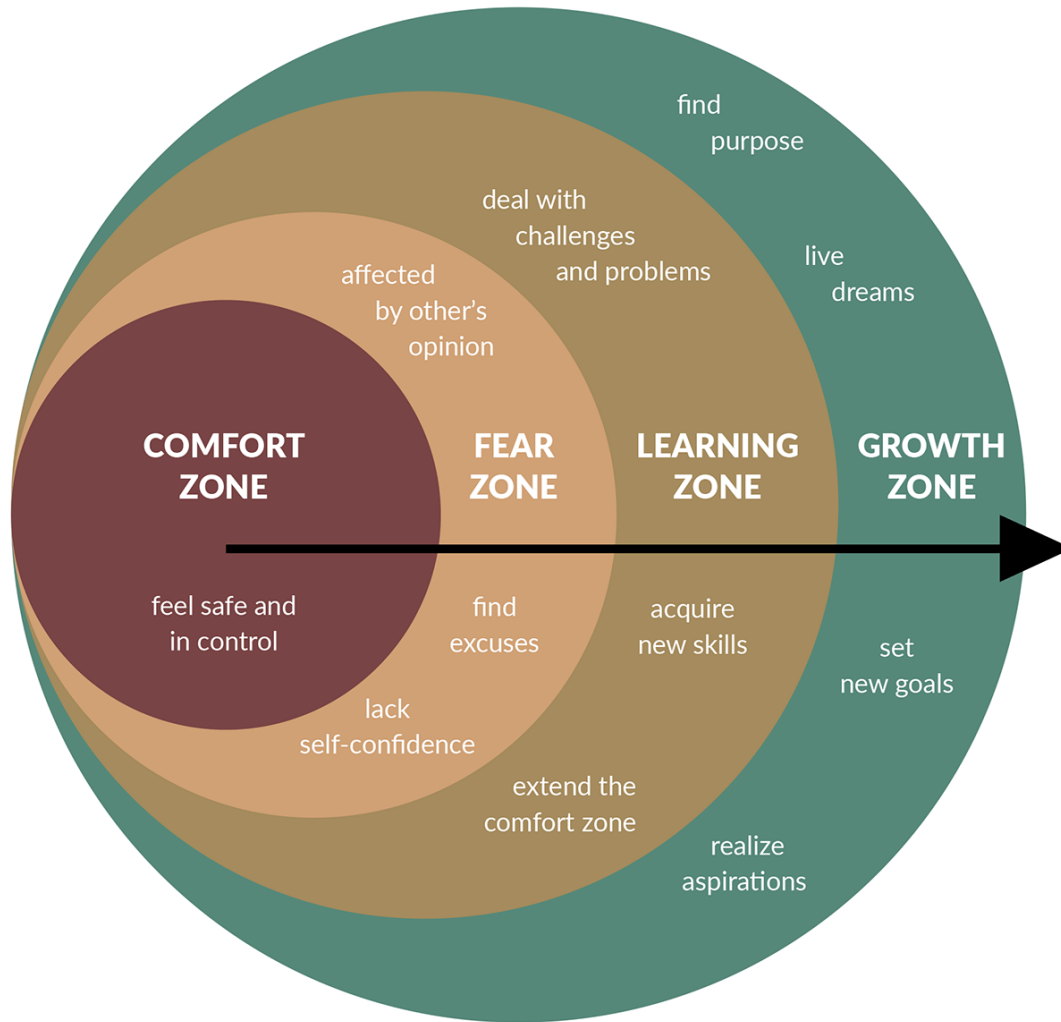 find
purpose
live
dreams
deal with
challenges
and problems
affected
by other's
opinion
COMFORT
ZONE
FEAR
ZONE
LEARNING
ZONE
GROWTH
ZONE
feel safe and
in control
find
excuses
lack
self-confidence
acquire
new skills
extend the
comfort zone
set
new goals
realize
aspirations